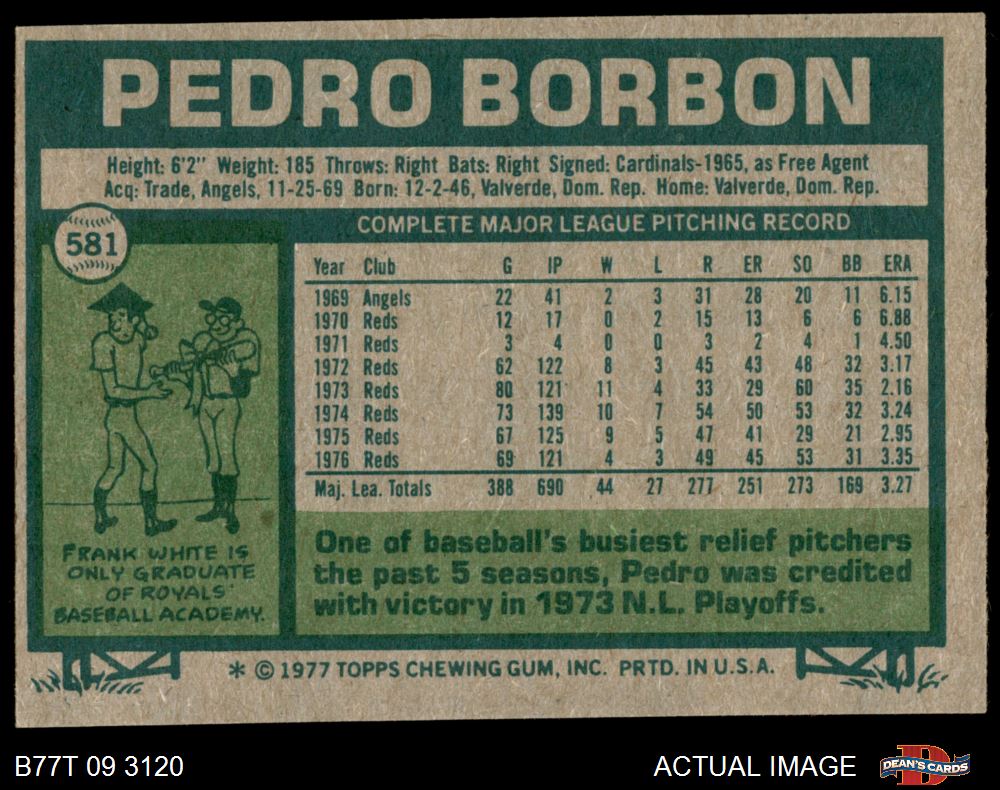 PEDRO BORBON
Height: 6'2" Weight: 185 Throws: Right Bats: Right Signed: Cardinals-1965, as Free Agent
Acq: Trade, Angels, 11-25-69 Born: 12-2-46, Valverde, Dom. Rep. Home: Valverde, Dom. Rep.
581
COMPLETE MAJOR LEAGUE PITCHING RECORD
Year Club G IP W L R ER SO BB ERA
1969 Angels 22 41 2 3 31 28 20 11 6.15
1970 Reds 12 17 0 2 15 13 6 6 6.88
1971 Reds 3 4 0 0 3 2 4 1 4.50
1972 Reds 62 122 8 3 45 43 48 32 3.17
1973 Reds 80 121 11 4 33 29 60 35 2.16
1974 Reds 73 139 10 7 54 50 53 32 3.24
1975 Reds 67 125 9 5 47 41 29 21 2.95
1976 Reds 69 121 4 3 49 45 53 31 3.35
Maj. Lea. Totals 388 690 44 27 277 251 273 169 3.27
FRANK WHITE IS
ONLY GRADUATE
OF ROYALS'
BASEBALL ACADEMY.
One of baseball's busiest relief pitchers
the past 5 seasons, Pedro was credited
with victory in 1973 N.L. Playoffs.
* © 1977 TOPPS CHEWING GUM, INC. PRTD. IN U.S.A.
B77T 09 3120
ACTUAL IMAGE
DEAN'S CARDS